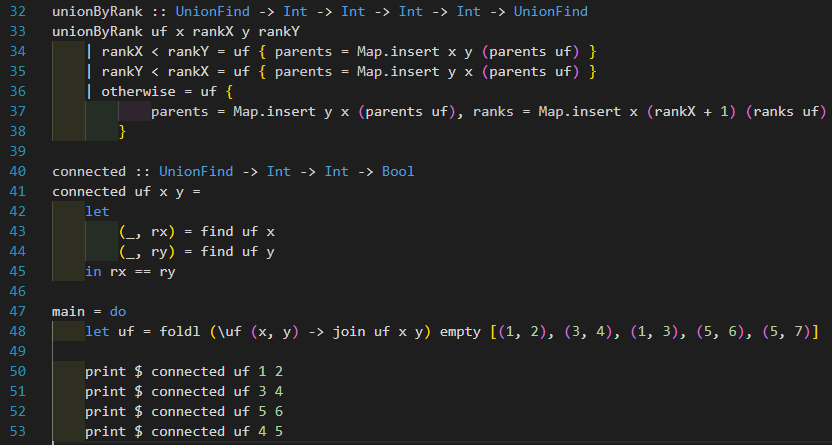 32 unionByRank :: UnionFind -> Int -> Int -> Int -> Int -> UnionFind
33 unionByRank uf x rankX y rankY
34     | rankX < rankY = uf { parents = Map.insert x y (parents uf) }
35     | rankY < rankX = uf { parents = Map.insert y x (parents uf) }
36     | otherwise = uf {
37             parents = Map.insert y x (parents uf), ranks = Map.insert x (rankX + 1) (ranks uf)
38         }
39
40 connected :: UnionFind -> Int -> Int -> Bool
41 connected uf x y =
42     let
43         (_, rx) = find uf x
44         (_, ry) = find uf y
45     in rx == ry
46
47 main = do
48     let uf = foldl (\uf (x, y) -> join uf x y) empty [(1, 2), (3, 4), (1, 3), (5, 6), (5, 7)]
49
50     print $ connected uf 1 2
51     print $ connected uf 3 4
52     print $ connected uf 5 6
53     print $ connected uf 4 5